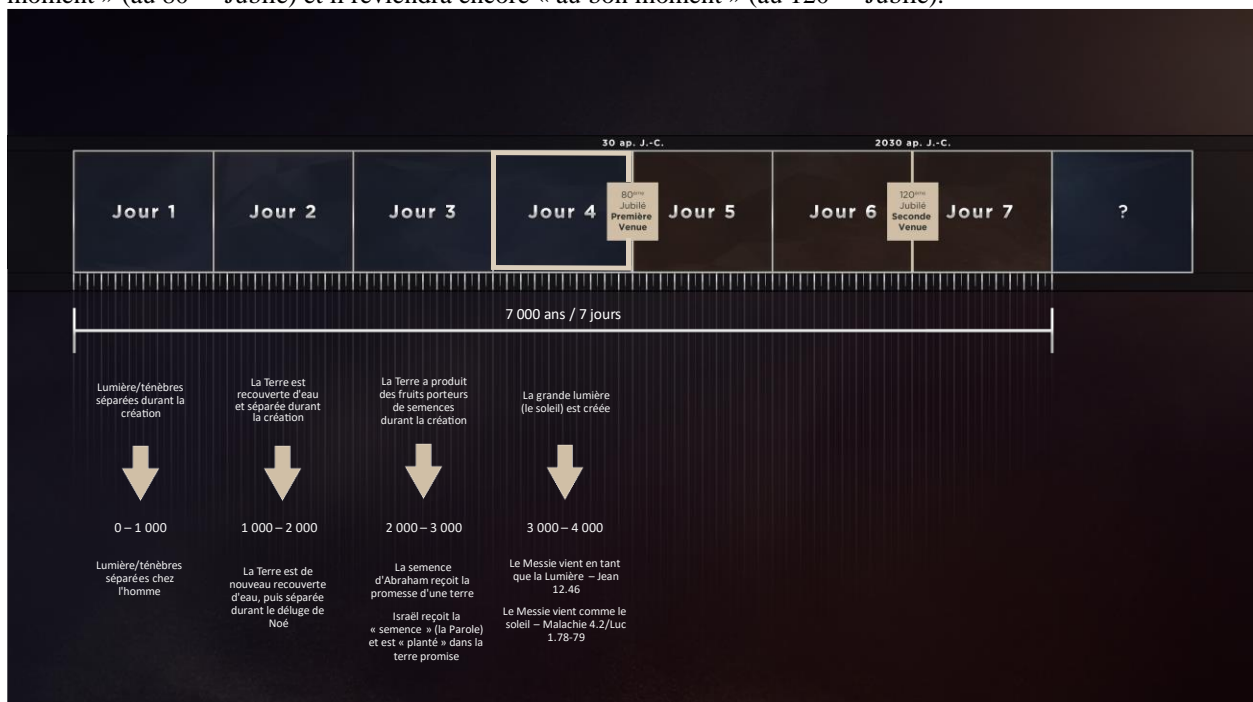 moment » (au 80ème Jubilé) et il reviendra encore « au bon moment » (au 120ème Jubilé).
30 ap. J.-C.
2030 ap. J.-C.
Jour 1
Jour 2
Jour 3
Jour 4
80ème
Jubilé
Première
Venue
Jour 5
Jour 6
120ème
Jubilé
Seconde
Venue
Jour 7
?
7 000 ans / 7 jours
Lumière/ténèbres
séparées durant la
création
La Terre est
recouverte d'eau
et séparée durant
la création
La Terre a produit
des fruits porteurs
de semences
durant la création
La grande lumière
(le soleil) est créée
0 – 1 000
1 000 – 2 000
2 000 – 3 000
3 000 – 4 000
Lumière/ténèbres
séparées chez
l'homme
La Terre est de
nouveau recouverte
d'eau, puis séparée
durant le déluge de
Noé
La semence
d'Abraham reçoit la
promesse d'une terre
Israël reçoit la
« semence » (la Parole)
et est « planté » dans la
terre promise
Le Messie vient en tant
que la Lumière – Jean
12.46
Le Messie vient comme le
soleil – Malachie 4.2/Luc
1.78-79